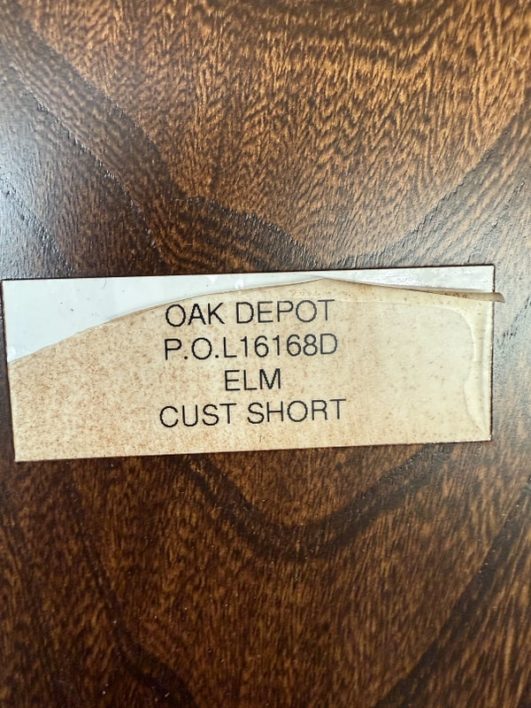 OAK DEPOT
P.O.L16168D
ELM
CUST SHORT